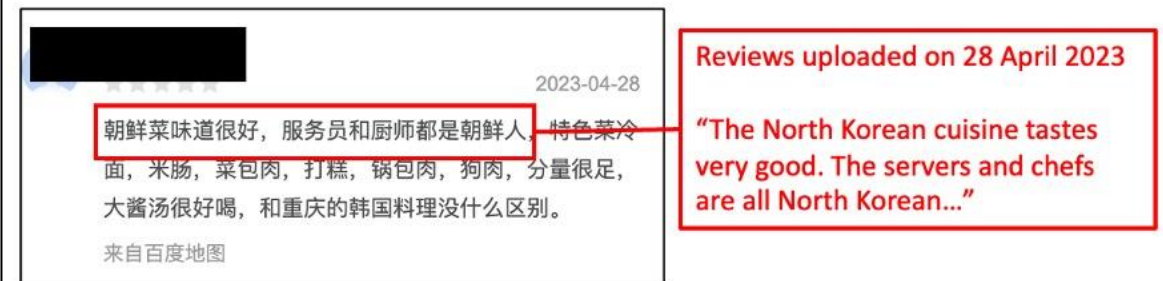 2023-04-28
朝鲜菜味道很好，服务员和厨师都是朝鲜人，特色菜冷
面，米肠，菜包肉，打糕，锅包肉，狗肉，分量很足，
大酱汤很好喝，和重庆的韩国料理没什么区别。
来自百度地图
Reviews uploaded on 28 April 2023
“The North Korean cuisine tastes
very good. The servers and chefs
are all North Korean…”